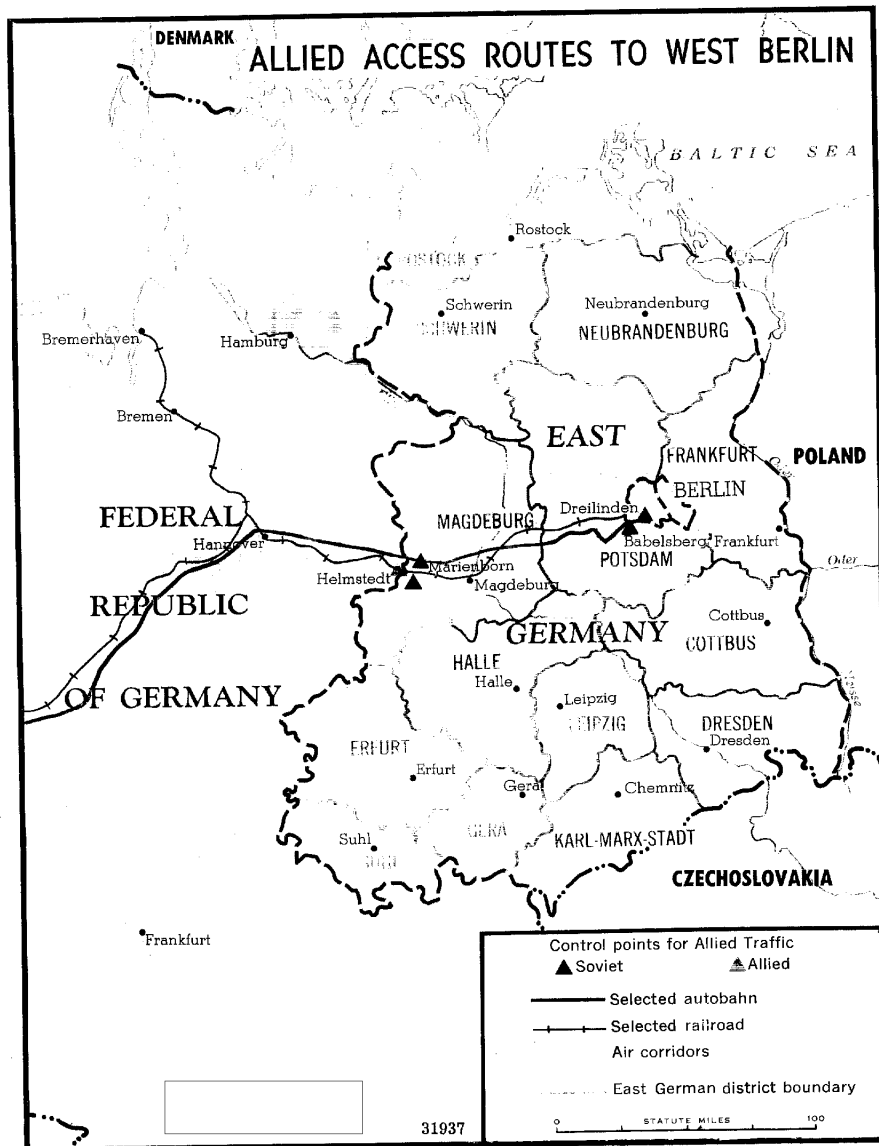 DENMARK
ALLIED ACCESS ROUTES TO WEST BERLIN
BALTIC SEA
Rostock
ROSTOCK
Schwerin
SCHWERIN
Neubrandenburg
NEUBRANDENBURG
Bremerhaven
Hamburg
Bremen
EAST
FRANKFURT
POLAND
BERLIN
Dreilinden
FEDERAL
MAGDEBURG
Hannover
Babelsberg
Frankfurt
POTSDAM
Oder
Helmstedt
Marienborn
Magdeburg
REPUBLIC
GERMANY
Cottbus
COTTBUS
HALLE
Halle
OF GERMANY
Leipzig
LEIPZIG
DRESDEN
Dresden
Neisse
ERFURT
Erfurt
Gera
Chemnitz
GERA
KARL-MARX-STADT
Suhl
SUHL
CZECHOSLOVAKIA
Frankfurt
Control points for Allied Traffic
Soviet
Allied
Selected autobahn
Selected railroad
Air corridors
East German district boundary
0 STATUTE MILES 100
31937